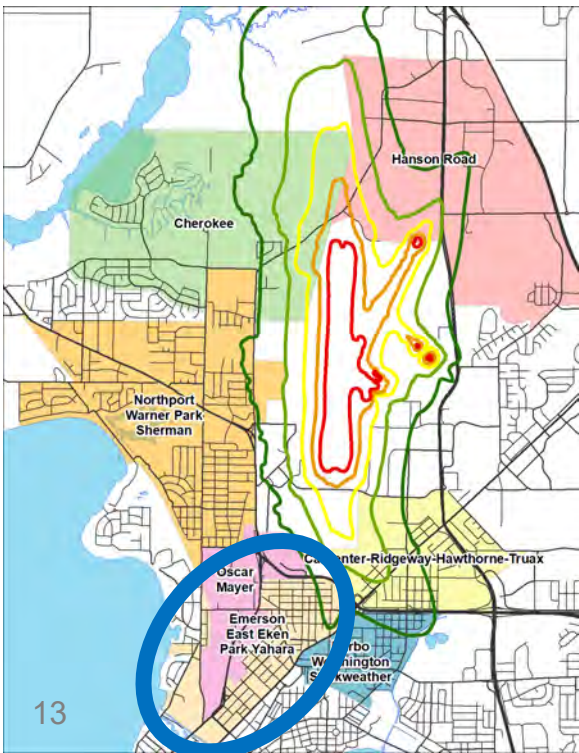 Hanson Road
Cherokee
Northport
Warner Park
Sherman
Carpenter-Ridgeway-Hawthorne-Truax
Oscar
Mayer
Emerson
East Eken
Park Yahara
13